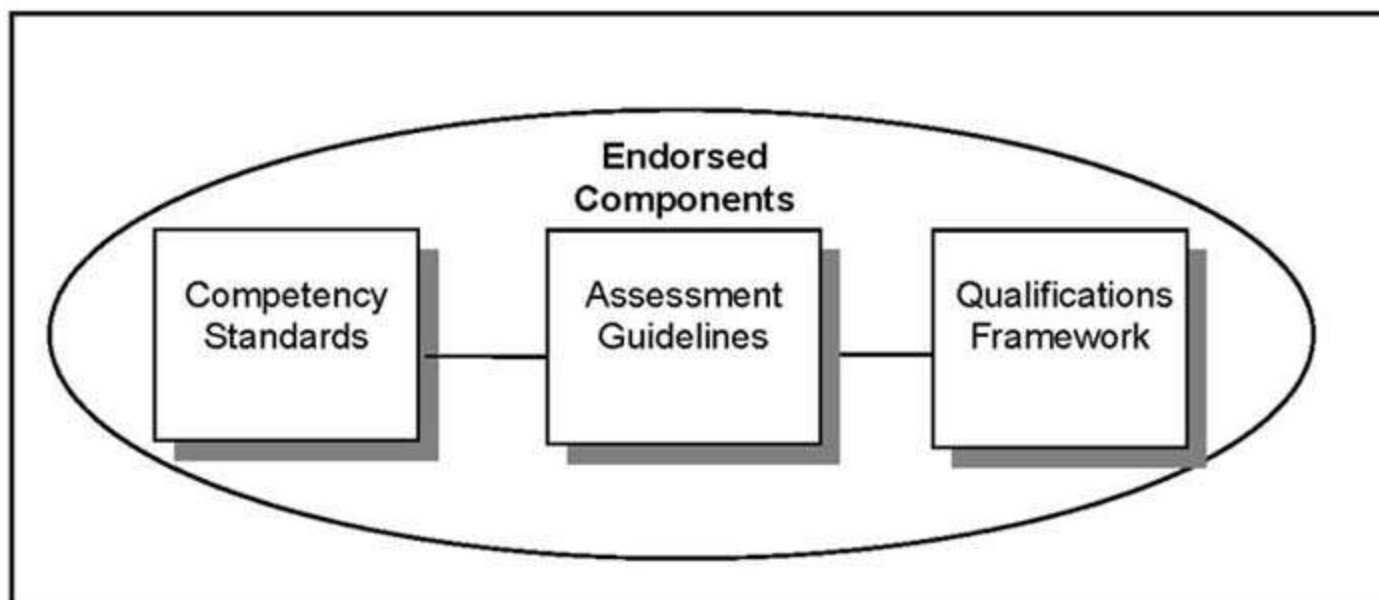 Endorsed
Components
Competency
Standards
Assessment
Guidelines
Qualifications
Framework